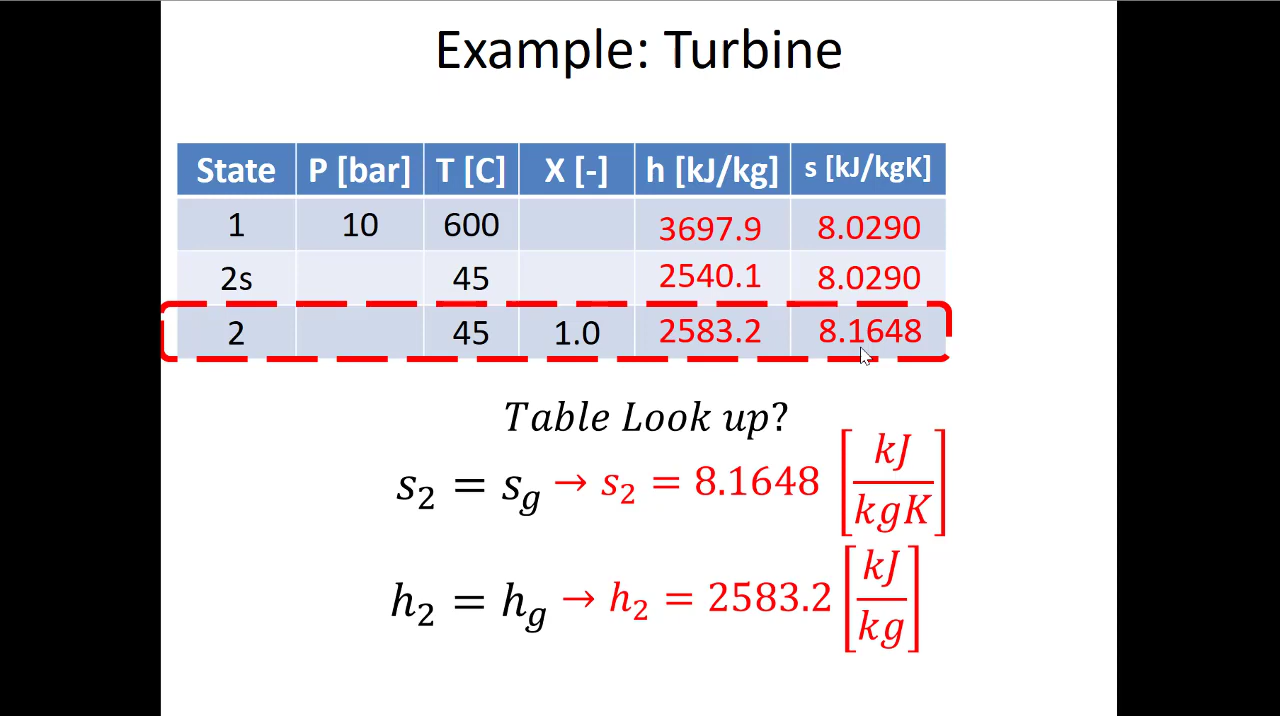 Example: Turbine
State P [bar] T [C] X [-] h [kJ/kg] s [kJ/kgK]
1 10 600 3697.9 8.0290
2s 45 2540.1 8.0290
2 45 1.0 2583.2 8.1648
Table Look up?
s₂ = s_g → s₂ = 8.1648 [kJ/kgK]
h₂ = h_g → h₂ = 2583.2 [kJ/kg]